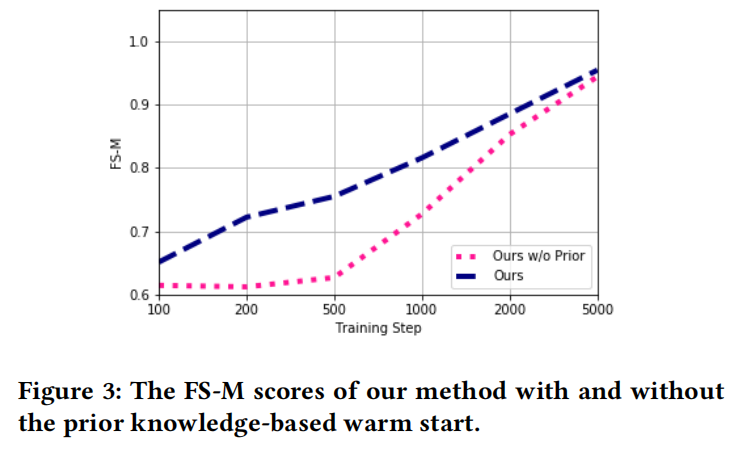 1.0
0.9
0.8
0.7
0.6
FS-M
Ours w/o Prior
Ours
100 200 500 1000 2000 5000
Training Step
Figure 3: The FS-M scores of our method with and without
the prior knowledge-based warm start.